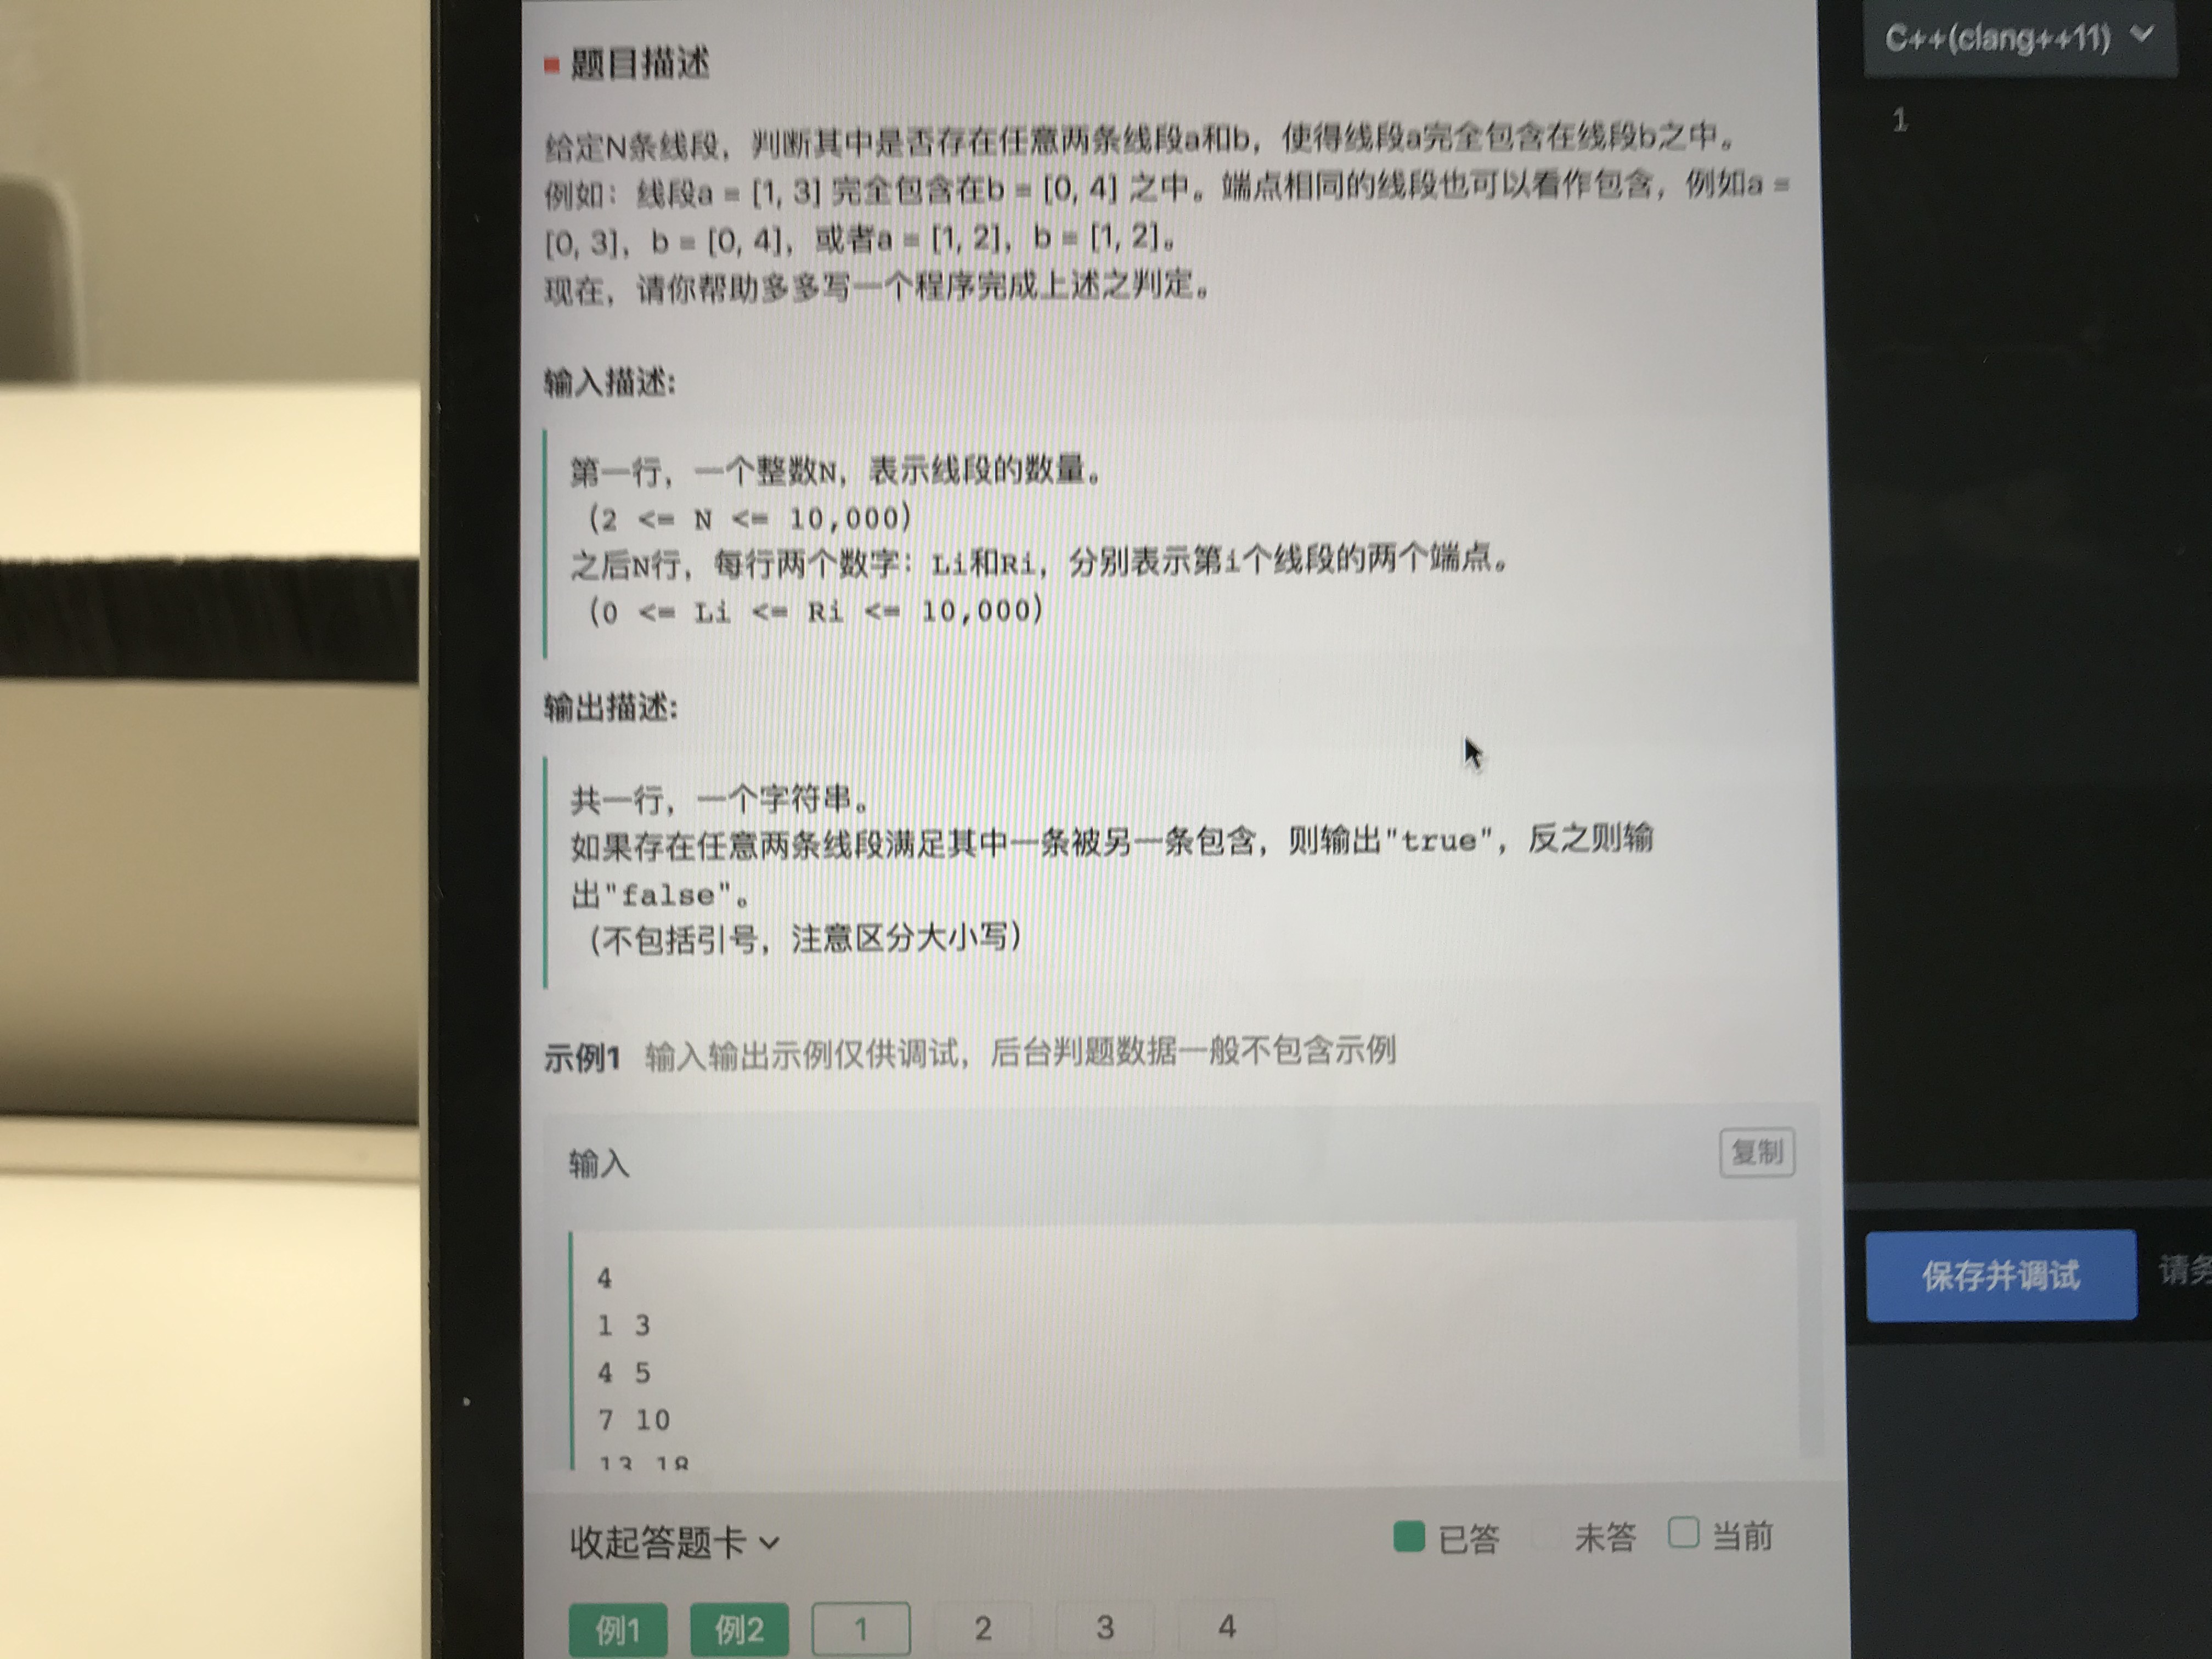 C++(clang++11)
1
题目描述
给定N条线段，判断其中是否存在任意两条线段a和b，使得线段a完全包含在线段b之中。
例如：线段a = [1, 3] 完全包含在b = [0, 4] 之中。端点相同的线段也可以看作包含，例如a =
[0, 3]，b = [0, 4]，或者a = [1, 2]，b = [1, 2]。
现在，请你帮助多多写一个程序完成上述之判定。
输入描述:
第一行，一个整数N，表示线段的数量。
(2 <= N <= 10,000)
之后N行，每行两个数字：Li和Ri，分别表示第i个线段的两个端点。
(0 <= Li <= Ri <= 10,000)
输出描述:
共一行，一个字符串。
如果存在任意两条线段满足其中一条被另一条包含，则输出"true"，反之则输
出"false"。
(不包括引号，注意区分大小写)
示例1 输入输出示例仅供调试，后台判题数据一般不包含示例
输入
复制
4
1 3
4 5
7 10
13 18
保存并调试
请务
收起答题卡
已答 未答 当前
例1 例2 1 2 3 4